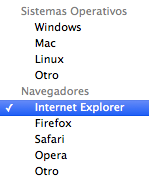 Sistemas Operativos
Windows
Mac
Linux
Otro
Navegadores
✓ Internet Explorer
Firefox
Safari
Opera
Otro